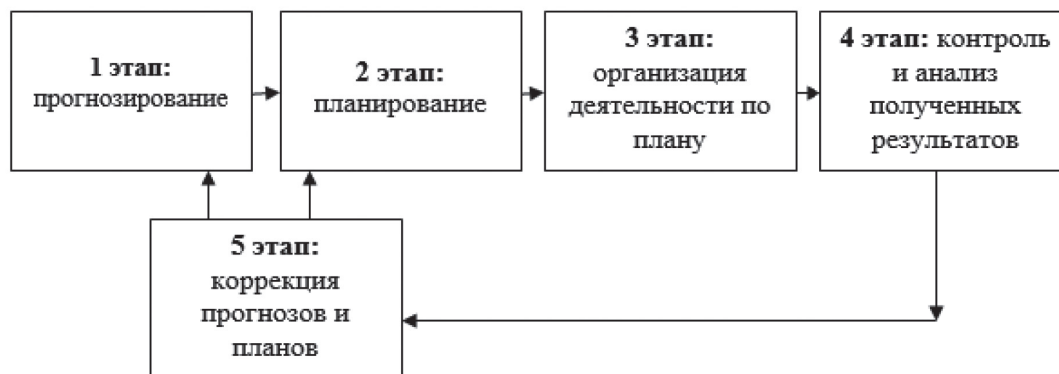 1 этап:
прогнозирование
2 этап:
планирование
3 этап:
организация
деятельности по
плану
4 этап: контроль
и анализ
полученных
результатов
5 этап:
коррекция
прогнозов и
планов